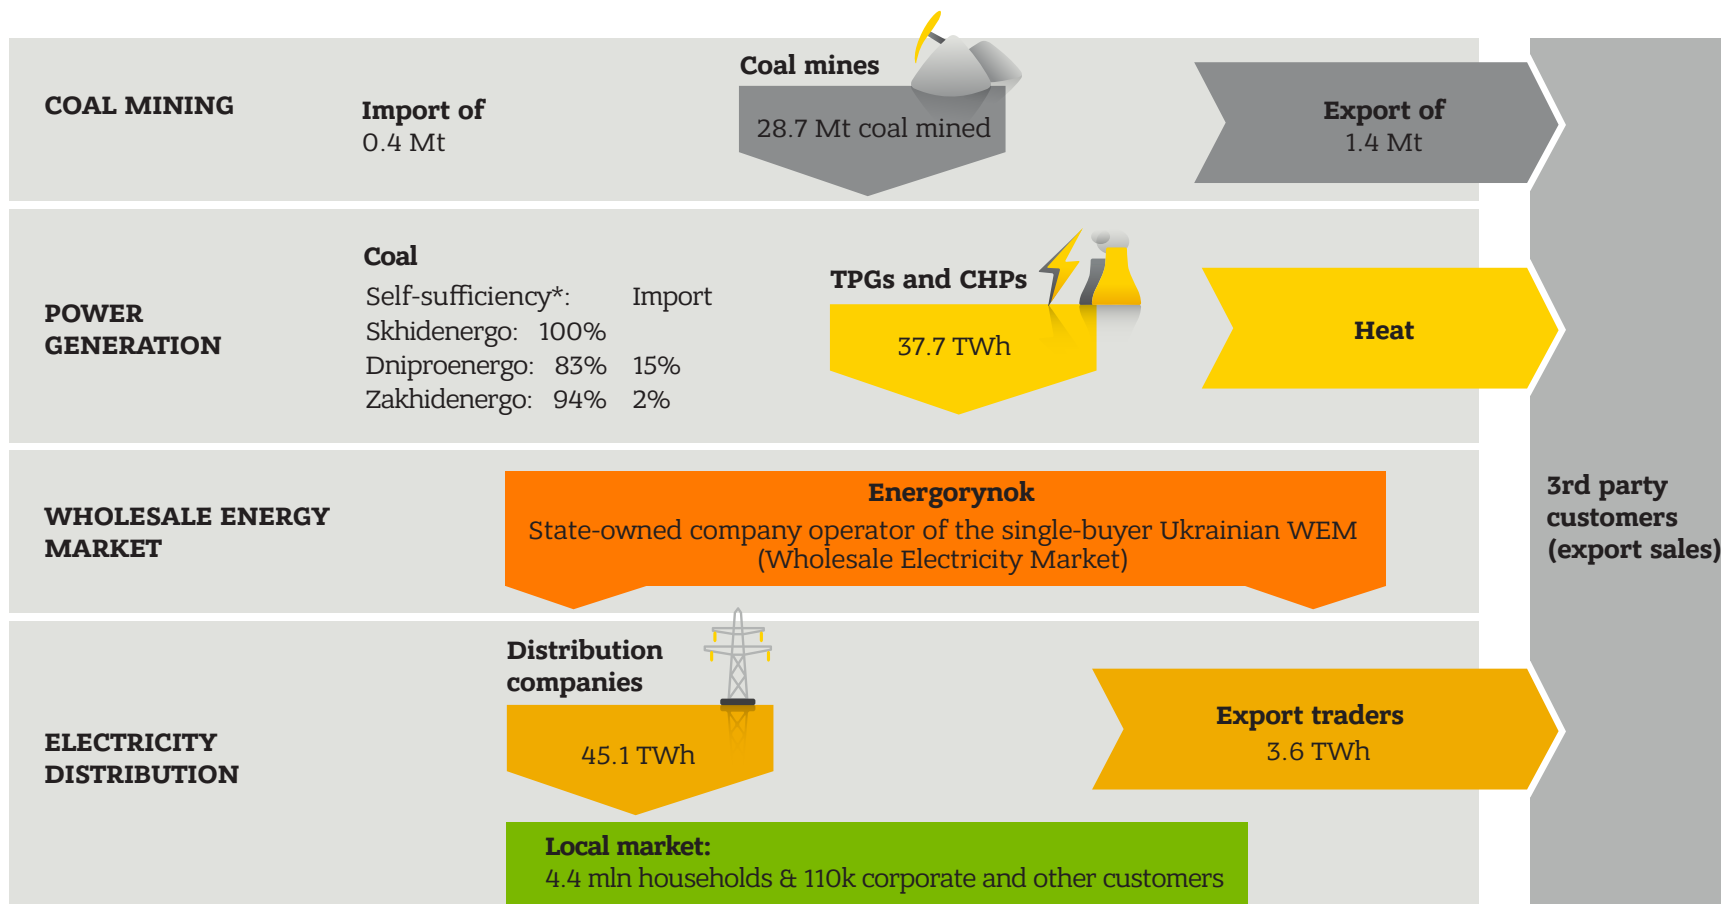 COAL MINING
Import of
0.4 Mt
Coal mines
28.7 Mt coal mined
Export of
1.4 Mt
POWER
GENERATION
Coal
Self-sufficiency*: Import
Skhidenergo: 100%
Dniproenergo: 83% 15%
Zakhidenergo: 94% 2%
TPGs and CHPs
37.7 TWh
Heat
WHOLESALE ENERGY
MARKET
Energorynok
State-owned company operator of the single-buyer Ukrainian WEM
(Wholesale Electricity Market)
3rd party
customers
(export sales)
ELECTRICITY
DISTRIBUTION
Distribution
companies
45.1 TWh
Export traders
3.6 TWh
Local market:
4.4 mln households & 110k corporate and other customers